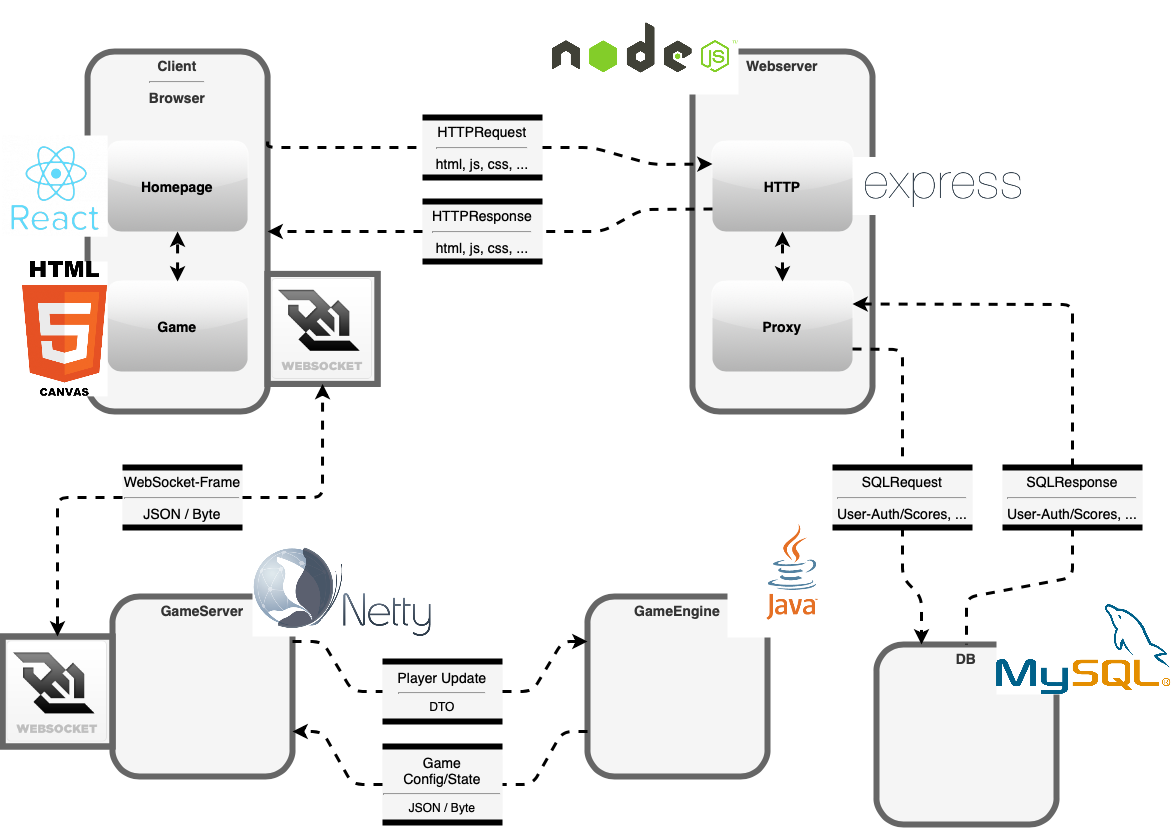 node
JS
Client
Browser
Webserver
HTTPRequest
html, js, css, ...
React
Homepage
HTTP
express
HTTPResponse
html, js, css, ...
HTML
5
CANVAS
Game
WEBSOCKET
Proxy
WebSocket-Frame
JSON / Byte
SQLRequest
User-Auth/Scores, ...
SQLResponse
User-Auth/Scores, ...
GameServer
Netty
GameEngine
Java
WEBSOCKET
Player Update
DTO
DB
MySQL®
Game
Config/State
JSON / Byte